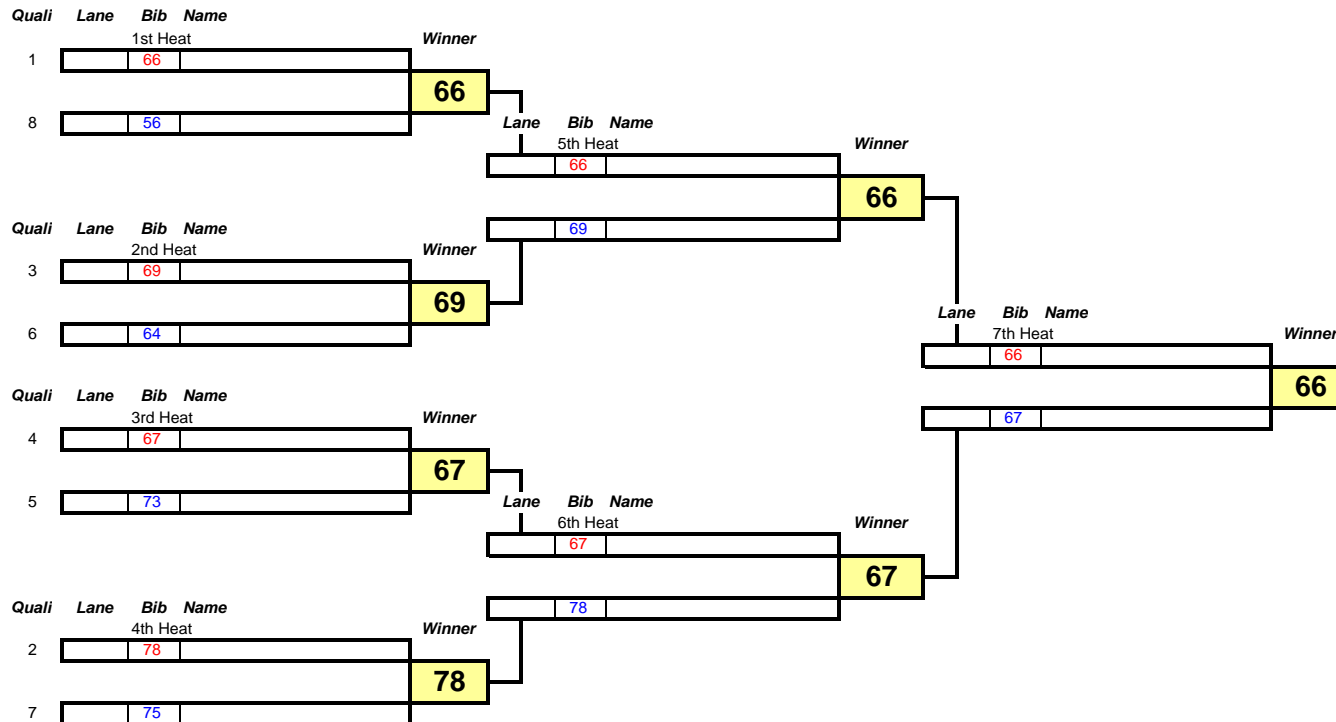 Quali Lane Bib Name
1st Heat Winner
1 66
66
8 56
Lane Bib Name
5th Heat Winner
66
66
Quali Lane Bib Name
69
2nd Heat Winner
3 69
69
6 64
Lane Bib Name
7th Heat Winner
66
66
Quali Lane Bib Name
3rd Heat Winner
4 67
67
67
5 73
Lane Bib Name
6th Heat Winner
67
67
Quali Lane Bib Name
78
4th Heat Winner
2 78
78
7 75